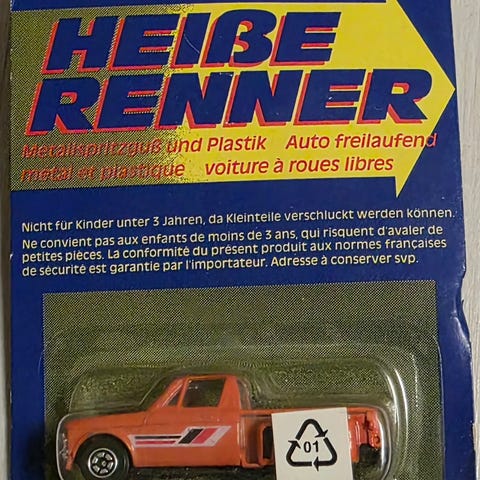 HEIßE
RENNER
Metallspritzguß und Plastik Auto freilaufend
métal et plastique voiture à roues libres
Nicht für Kinder unter 3 Jahren, da Kleinteile verschluckt werden können.
Ne convient pas aux enfants de moins de 3 ans, qui risquent d'avaler de
petites pièces. La conformité du présent produit aux normes françaises
de sécurité est garantie par l'importateur. Adresse à conserver svp.
01